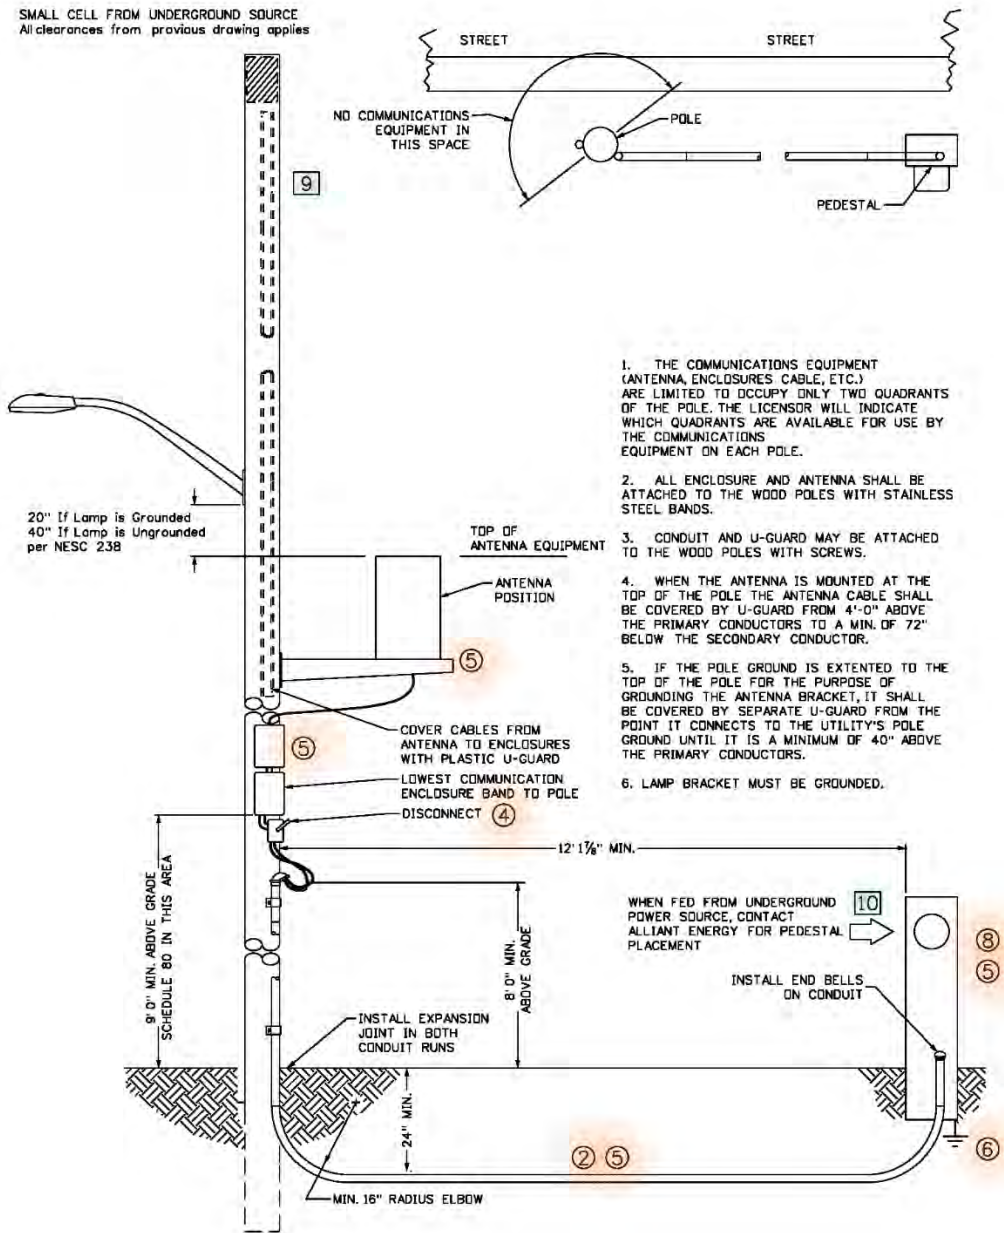 SMALL CELL FROM UNDERGROUND SOURCE
All clearances from provious drawing applies
STREET
STREET
NO COMMUNICATIONS
EQUIPMENT IN
THIS SPACE
POLE
PEDESTAL
9
1. THE COMMUNICATIONS EQUIPMENT
(ANTENNA, ENCLOSURES CABLE, ETC.)
ARE LIMITED TO OCCUPY ONLY TWO QUADRANTS
OF THE POLE. THE LICENSOR WILL INDICATE
WHICH QUADRANTS ARE AVAILABLE FOR USE BY
THE COMMUNICATIONS
EQUIPMENT ON EACH POLE.
2. ALL ENCLOSURE AND ANTENNA SHALL BE
ATTACHED TO THE WOOD POLES WITH STAINLESS
STEEL BANDS.
3. CONDUIT AND U-GUARD MAY BE ATTACHED
TO THE WOOD POLES WITH SCREWS.
4. WHEN THE ANTENNA IS MOUNTED AT THE
TOP OF THE POLE THE ANTENNA CABLE SHALL
BE COVERED BY U-GUARD FROM 4'-0" ABOVE
THE PRIMARY CONDUCTORS TO A MIN. OF 72"
BELOW THE SECONDARY CONDUCTOR.
5. IF THE POLE GROUND IS EXTENTED TO THE
TOP OF THE POLE FOR THE PURPOSE OF
GROUNDING THE ANTENNA BRACKET, IT SHALL
BE COVERED BY SEPARATE U-GUARD FROM THE
POINT IT CONNECTS TO THE UTILITY'S POLE
GROUND UNTIL IT IS A MINIMUM OF 40" ABOVE
THE PRIMARY CONDUCTORS.
6. LAMP BRACKET MUST BE GROUNDED.
20" If Lamp is Grounded
40" If Lamp is Ungrounded
per NESC 238
TOP OF
ANTENNA EQUIPMENT
ANTENNA
POSITION
5
COVER CABLES FROM
ANTENNA TO ENCLOSURES
WITH PLASTIC U-GUARD
5
LOWEST COMMUNICATION
ENCLOSURE BAND TO POLE
DISCONNECT 4
12' 1⅞" MIN.
9' 0" MIN. ABOVE GRADE
SCHEDULE 80 IN THIS AREA
8' 0" MIN.
ABOVE GRADE
WHEN FED FROM UNDERGROUND
POWER SOURCE, CONTACT
ALLIANT ENERGY FOR PEDESTAL
PLACEMENT
10
8
5
INSTALL END BELLS
ON CONDUIT
INSTALL EXPANSION
JOINT IN BOTH
CONDUIT RUNS
24" MIN.
2 5
6
MIN. 16" RADIUS ELBOW